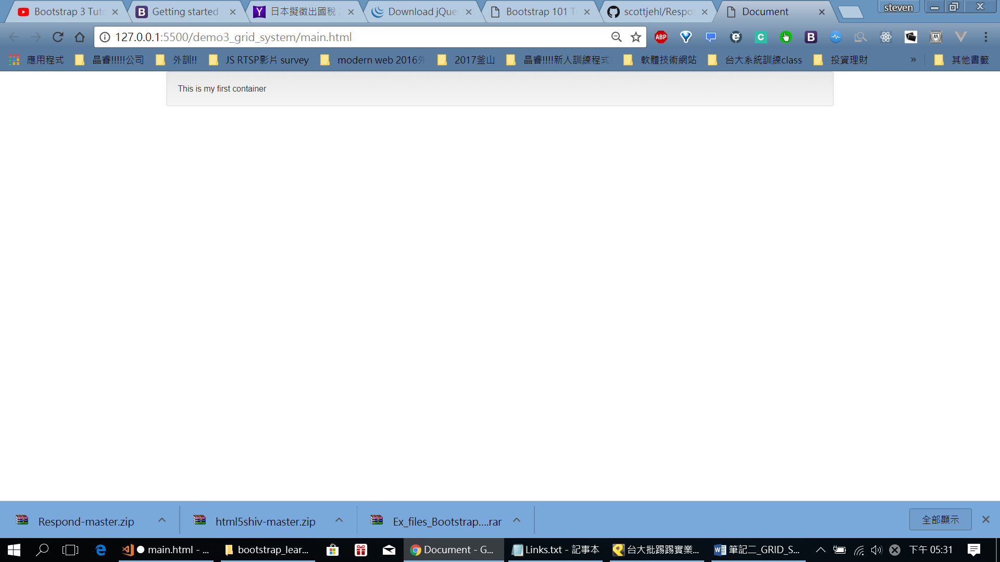 Bootstrap 3 Tuto
Getting started
日本擬徵出國稅
Download jQue
Bootstrap 101 T
scottjehl/Respo
Document
steven
127.0.0.1:5500/demo3_grid_system/main.html
ABP
應用程式
晶睿!!!!!公司
外訓!!
JS RTSP影片 survey
modern web 2016外
2017釜山
晶睿!!!!新人訓練程式
軟體技術網站
台大系統訓練class
投資理財
»
其他書籤
This is my first container
Respond-master.zip
html5shiv-master.zip
Ex_files_Bootstrap....rar
全部顯示
● main.html - ...
bootstrap_lear...
Document - G...
Links.txt - 記事本
台大批踢踢實業...
筆記二_GRID_S...
下午 05:31